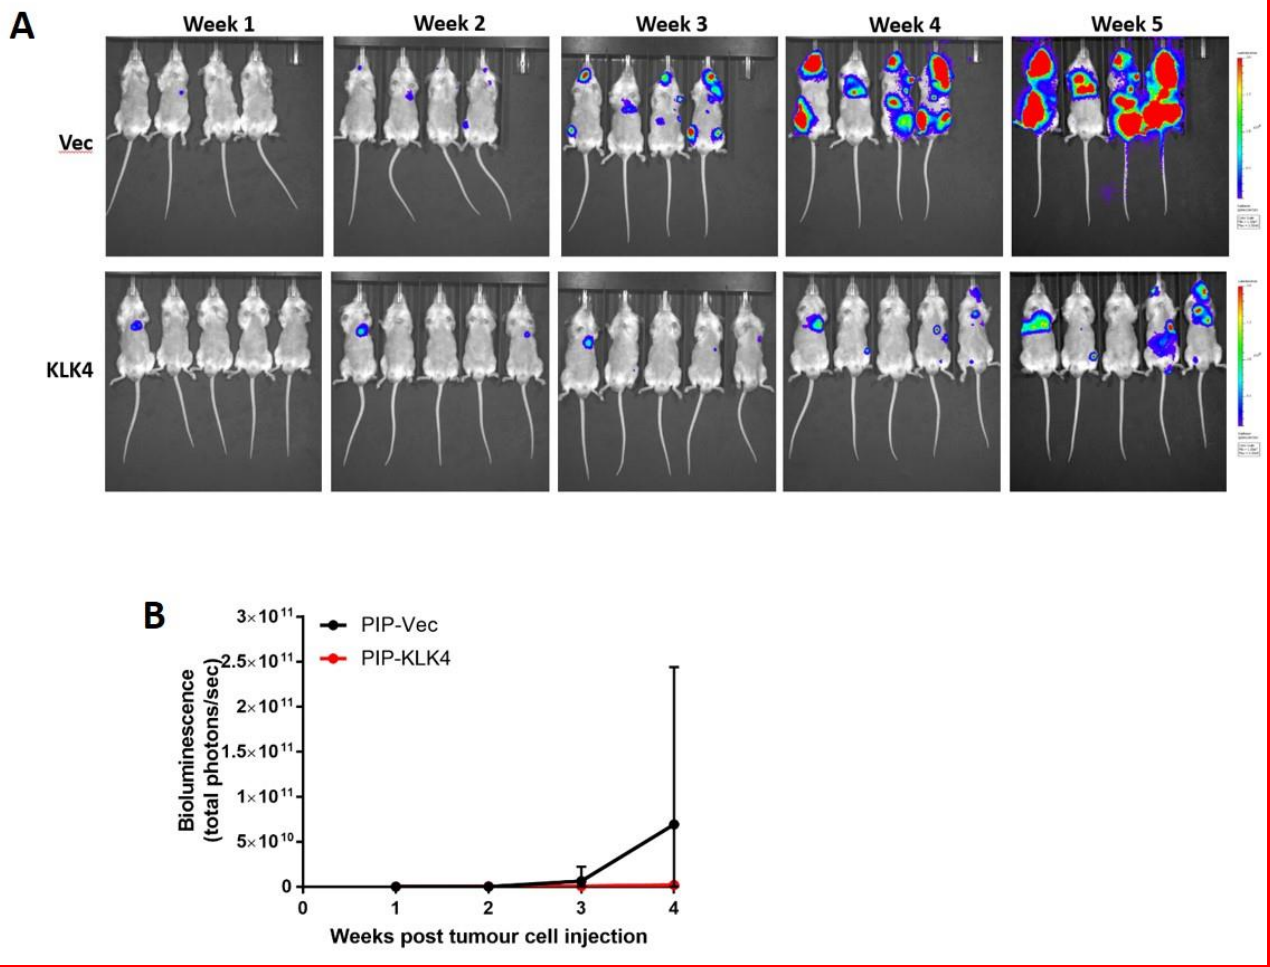 A
Week 1 Week 2 Week 3 Week 4 Week 5
Vec
KLK4
B
3×10¹¹
2.5×10¹¹
2×10¹¹
1.5×10¹¹
1×10¹¹
5×10¹⁰
0
PIP-Vec
PIP-KLK4
Bioluminescence
(total photons/sec)
0 1 2 3 4
Weeks post tumour cell injection